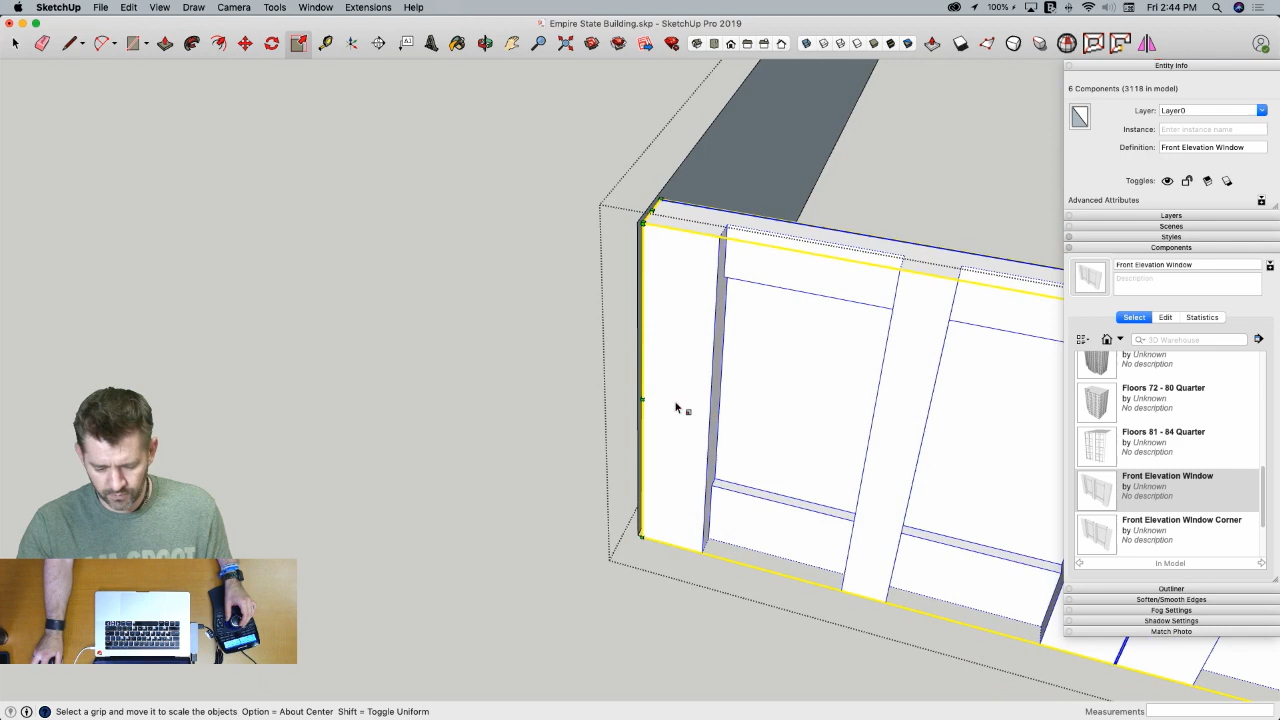 SketchUp File Edit View Draw Camera Tools Window Extensions Help
100% Fri 2:44 PM
Empire State Building.skp - SketchUp Pro 2019
Entity Info
6 Components (3118 in model)
Layer: Layer0
Instance: Enter instance name
Definition: Front Elevation WIndow
Toggles:
Advanced Attributes
Layers
Scenes
Styles
Components
Front Elevation WIndow
Description
Select Edit Statistics
3D Warehouse
by Unknown
No description
Floors 72 - 80 Quarter
by Unknown
No description
Floors 81 - 84 Quarter
by Unknown
No description
Front Elevation WIndow
by Unknown
No description
Front Elevation WIndow Corner
by Unknown
No description
In Model
Outliner
Soften/Smooth Edges
Fog Settings
Shadow Settings
Match Photo
Select a grip and move it to scale the objects Option = About Center Shift = Toggle Uniform
Measurements